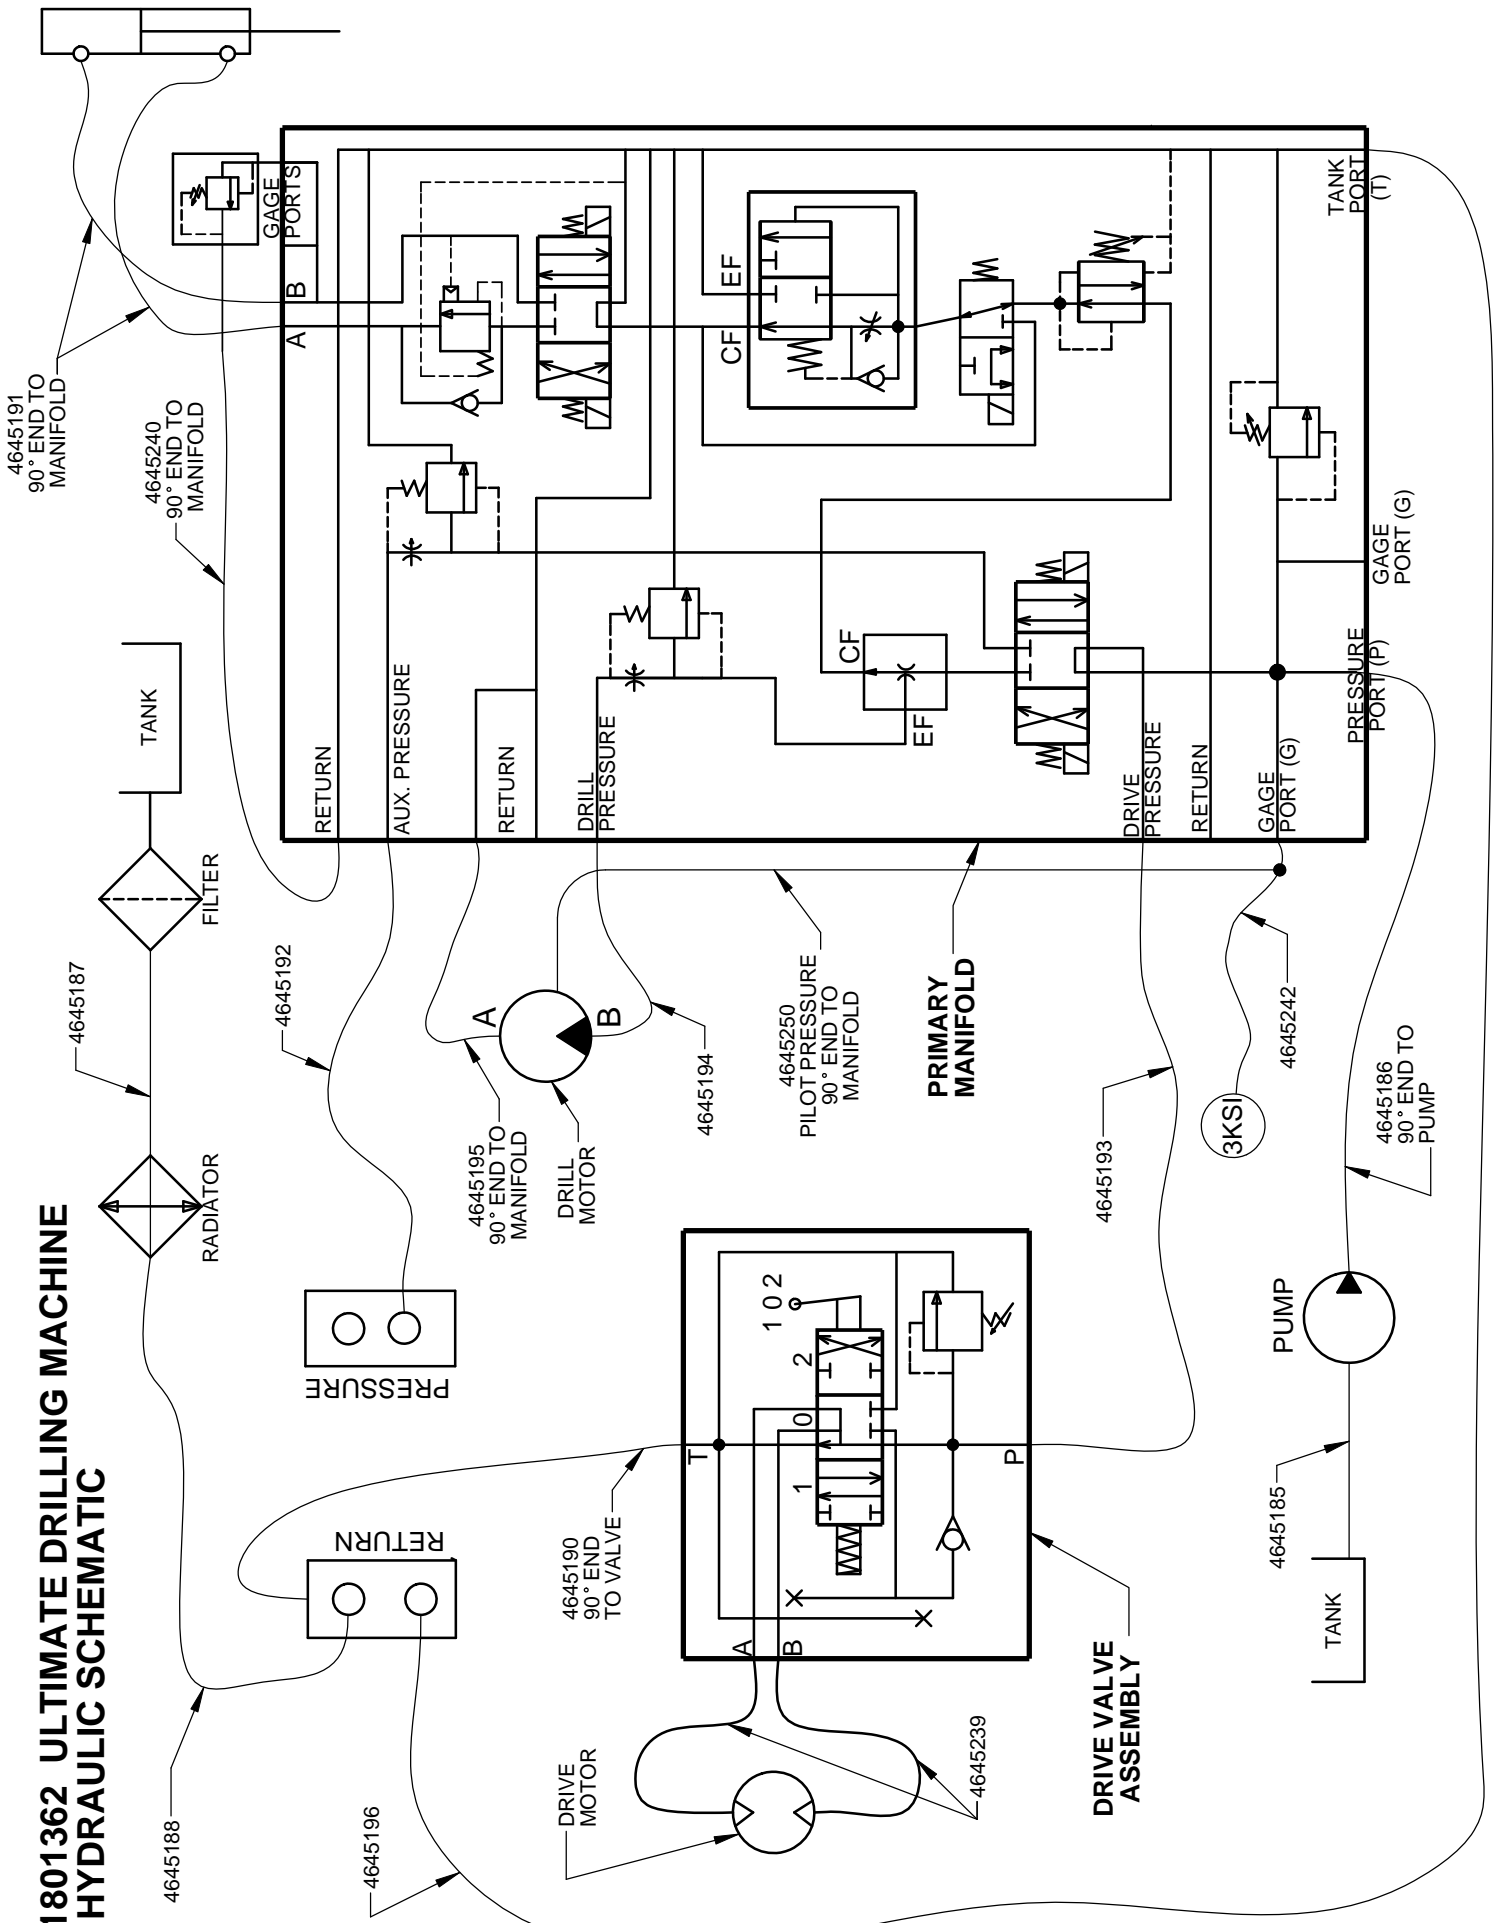 1801362 ULTIMATE DRILLING MACHINE
HYDRAULIC SCHEMATIC
4645188
4645196
4645187
RADIATOR
FILTER
TANK
4645240
90° END TO
MANIFOLD
4645191
90° END TO
MANIFOLD
RETURN
PRESSURE
4645192
4645195
90° END TO
MANIFOLD
DRILL
MOTOR
A
B
4645194
4645250
PILOT PRESSURE
90° END TO
MANIFOLD
PRIMARY
MANIFOLD
4645193
3KSI
4645242
4645186
90° END TO
PUMP
PUMP
4645185
TANK
4645190
90° END
TO VALVE
DRIVE
MOTOR
4645239
DRIVE VALVE
ASSEMBLY
A
B
T
P
1
0
2
1 0 2
RETURN
AUX. PRESSURE
RETURN
DRILL
PRESSURE
DRIVE
PRESSURE
RETURN
GAGE
PORT (G)
PRESSURE
PORT (P)
GAGE
PORT (G)
TANK
PORT
(T)
A
B
GAGE
PORTS
CF
EF
CF
EF